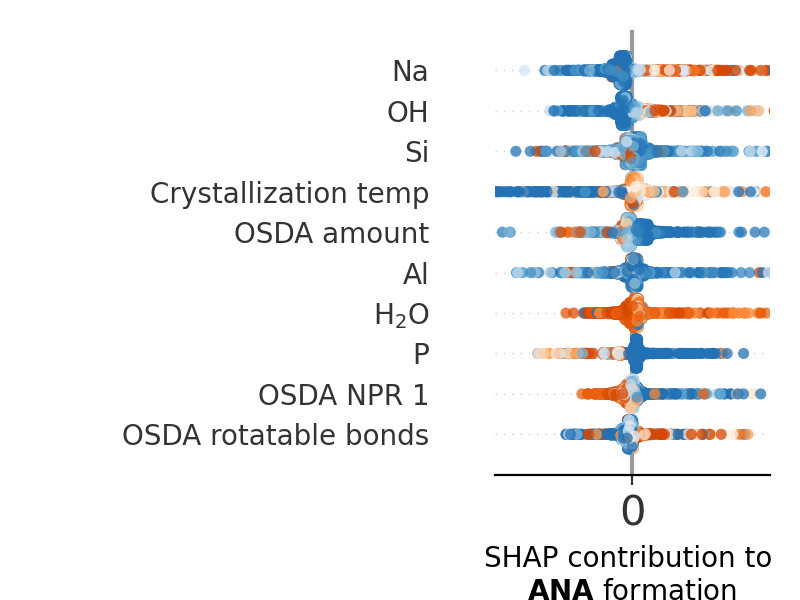 Na
OH
Si
Crystallization temp
OSDA amount
Al
H₂O
P
OSDA NPR 1
OSDA rotatable bonds
0
SHAP contribution to
ANA formation